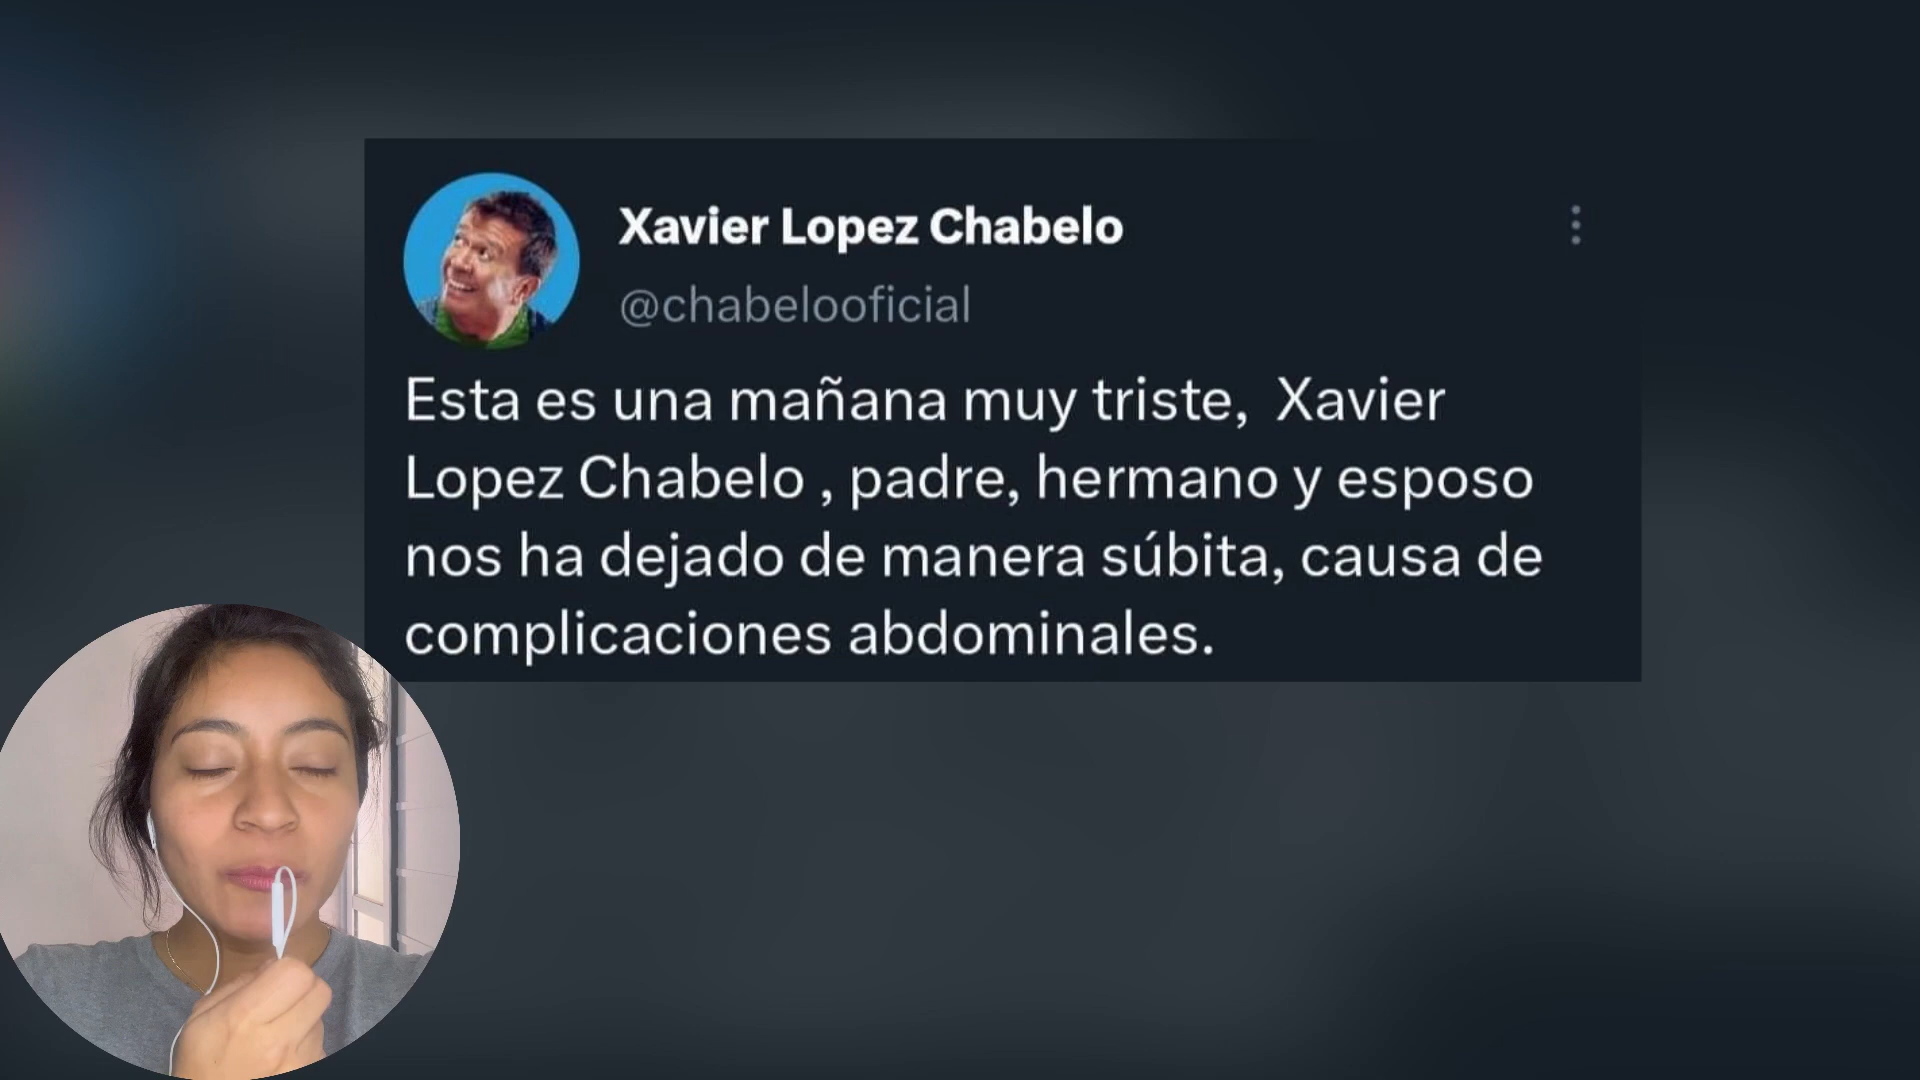 Xavier Lopez Chabelo
@chabelooficial
Esta es una mañana muy triste,  Xavier
Lopez Chabelo , padre, hermano y esposo
nos ha dejado de manera súbita, causa de
complicaciones abdominales.